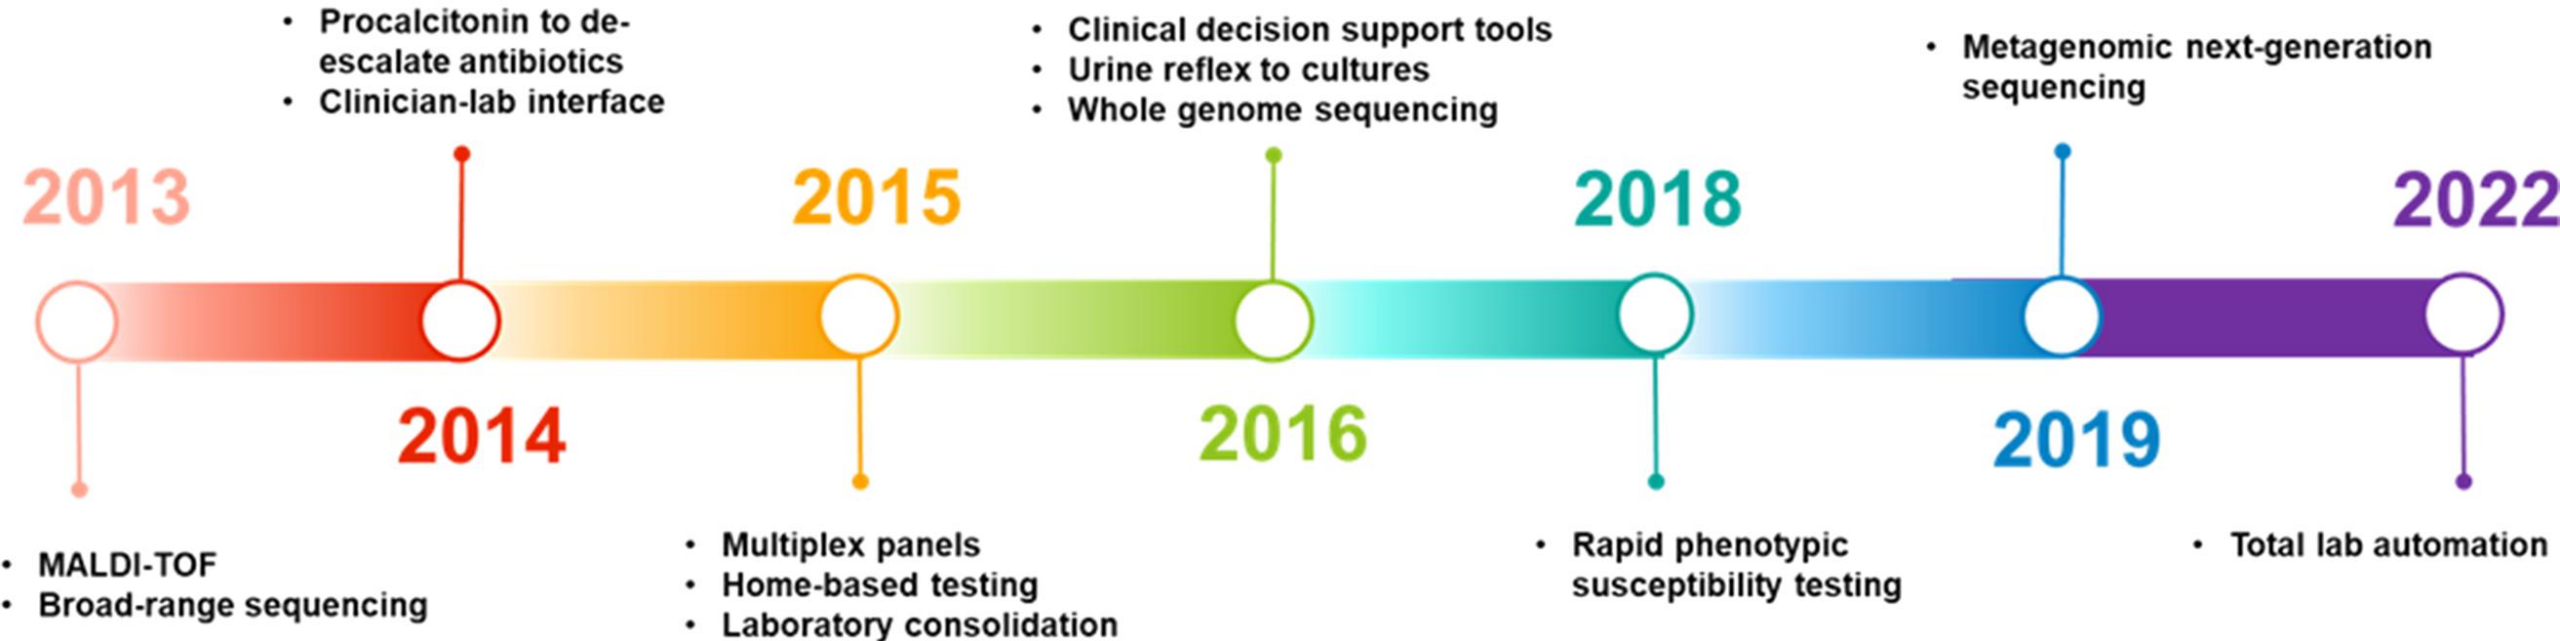 2013
• MALDI-TOF
• Broad-range sequencing
• Procalcitonin to de-
escalate antibiotics
• Clinician-lab interface
2014
2015
• Multiplex panels
• Home-based testing
• Laboratory consolidation
• Clinical decision support tools
• Urine reflex to cultures
• Whole genome sequencing
2016
2018
• Rapid phenotypic
susceptibility testing
• Metagenomic next-generation
sequencing
2019
2022
• Total lab automation